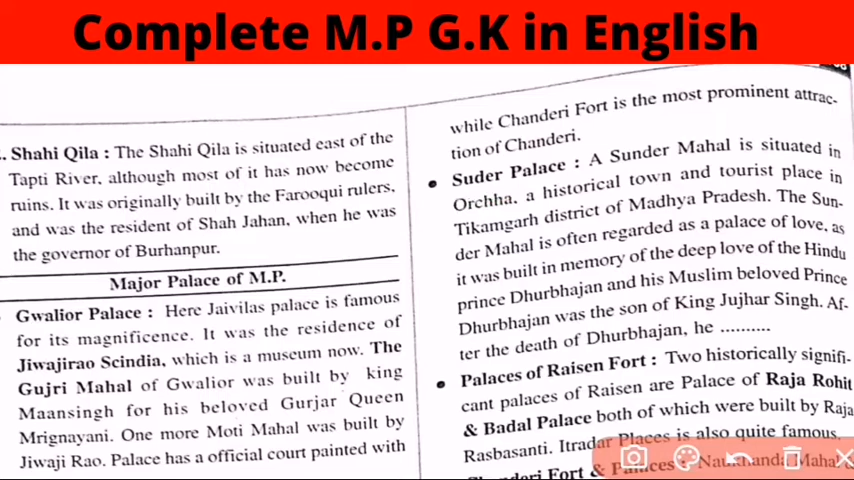 Complete M.P G.K in English
. Shahi Qila : The Shahi Qila is situated east of the
Tapti River, although most of it has now become
ruins. It was originally built by the Farooqui rulers,
and was the resident of Shah Jahan, when he was
the governor of Burhanpur.
Major Palace of M.P.
Gwalior Palace : Here Jaivilas palace is famous
for its magnificence. It was the residence of
Jiwajirao Scindia, which is a museum now. The
Gujri Mahal of Gwalior was built by king
Maansingh for his beloved Gurjar Queen
Mrignayani. One more Moti Mahal was built by
Jiwaji Rao. Palace has a official court painted with
while Chanderi Fort is the most prominent attrac-
tion of Chanderi.
• Suder Palace : A Sunder Mahal is situated in
Orchha, a historical town and tourist place in
Tikamgarh district of Madhya Pradesh. The Sun-
der Mahal is often regarded as a palace of love, as
it was built in memory of the deep love of the Hindu
prince Dhurbhajan and his Muslim beloved Prince
Dhurbhajan was the son of King Jujhar Singh. Af-
ter the death of Dhurbhajan, he ..........
• Palaces of Raisen Fort : Two historically signifi-
cant palaces of Raisen are Palace of Raja Rohit
& Badal Palace both of which were built by Raja
Rasbasanti. Itradar Places is also quite famous.
Fort & Palaces : Naukhanda Mahal &